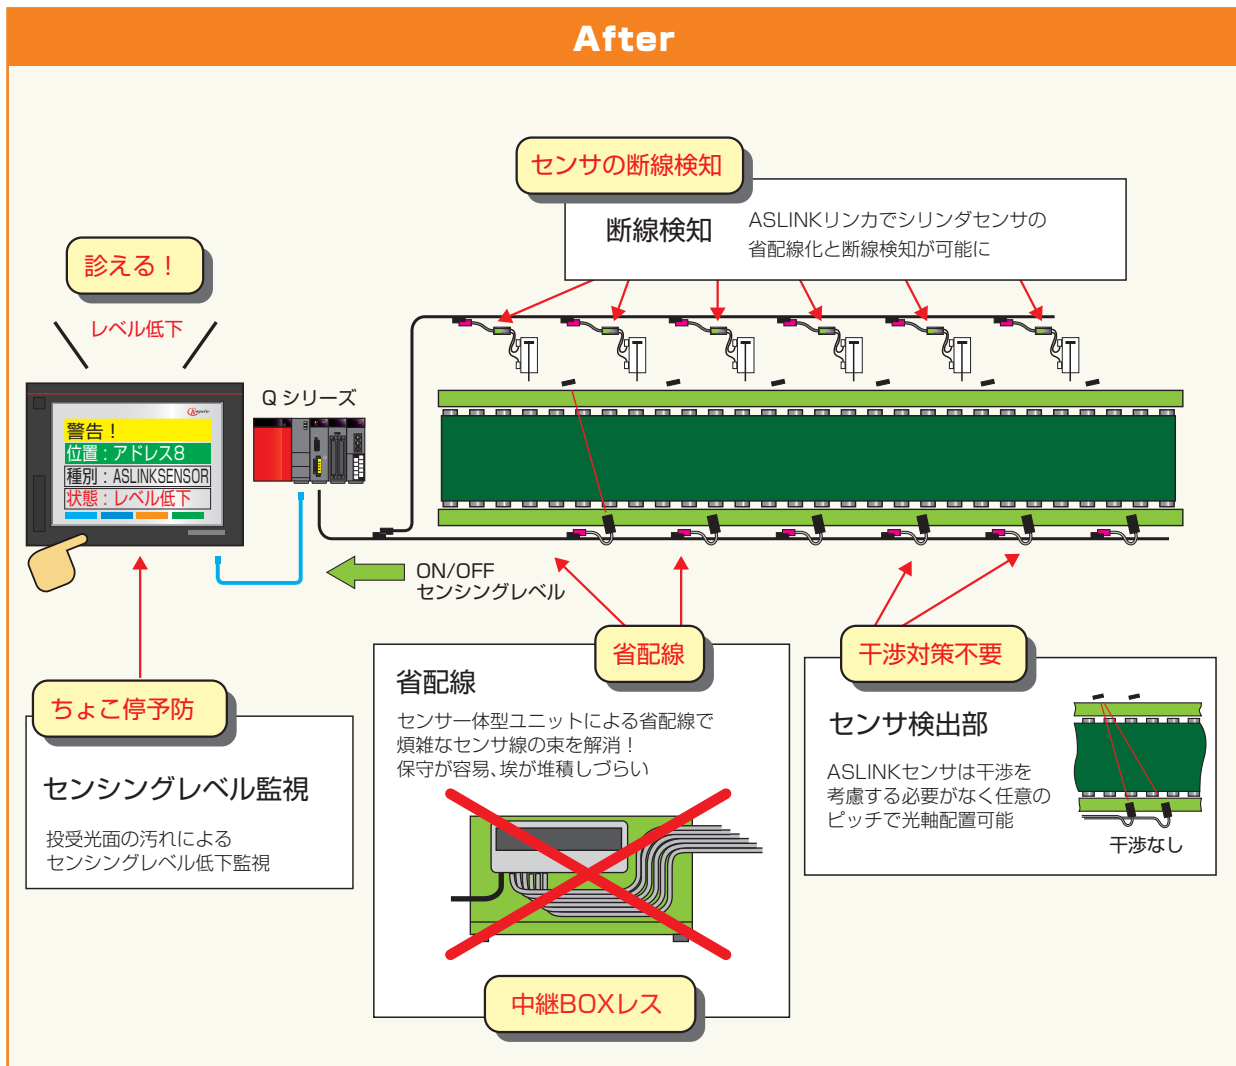 After
センサの断線検知
断線検知
ASLINKリンカでシリンダセンサの
省配線化と断線検知が可能に
診える！
レベル低下
Qシリーズ
警告！
位置：アドレス8
種別：ASLINKSENSOR
状態：レベル低下
ON/OFF
センシングレベル
ちょこ停予防
センシングレベル監視
投受光面の汚れによる
センシングレベル低下監視
省配線
省配線
センサ一体型ユニットによる省配線で
煩雑なセンサ線の束を解消！
保守が容易、埃が堆積しづらい
中継BOXレス
干渉対策不要
センサ検出部
ASLINKセンサは干渉を
考慮する必要がなく任意の
ピッチで光軸配置可能
干渉なし